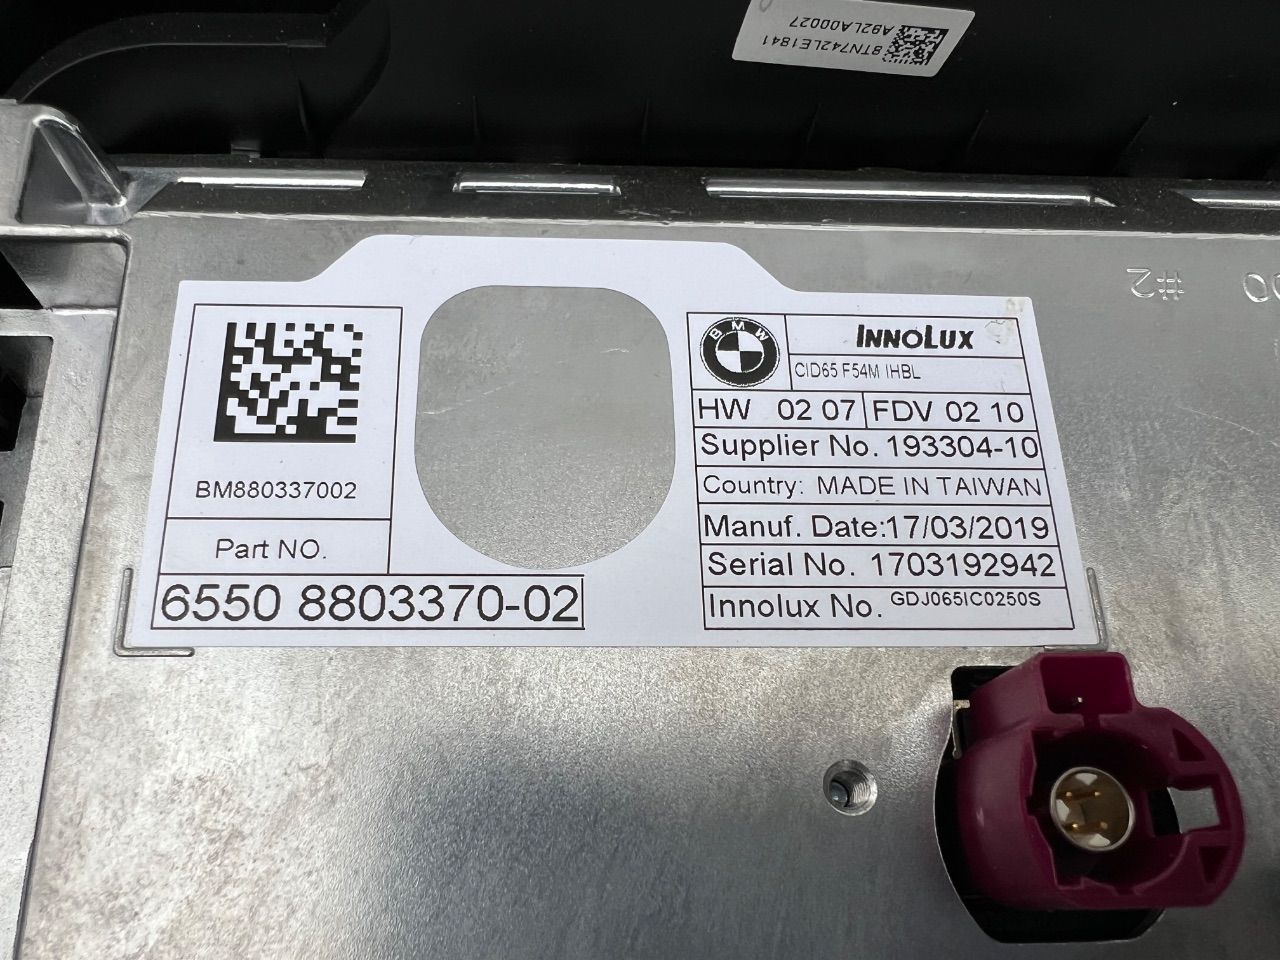 8TN742LE1841
A92LA00027
#2
BMW
INNOLUX
CID65 F54M IHBL
HW 02 07 FDV 02 10
Supplier No. 193304-10
Country: MADE IN TAIWAN
Manuf. Date:17/03/2019
Serial No. 1703192942
Innolux No. GDJ065IC0250S
BM880337002
Part NO.
6550 8803370-02